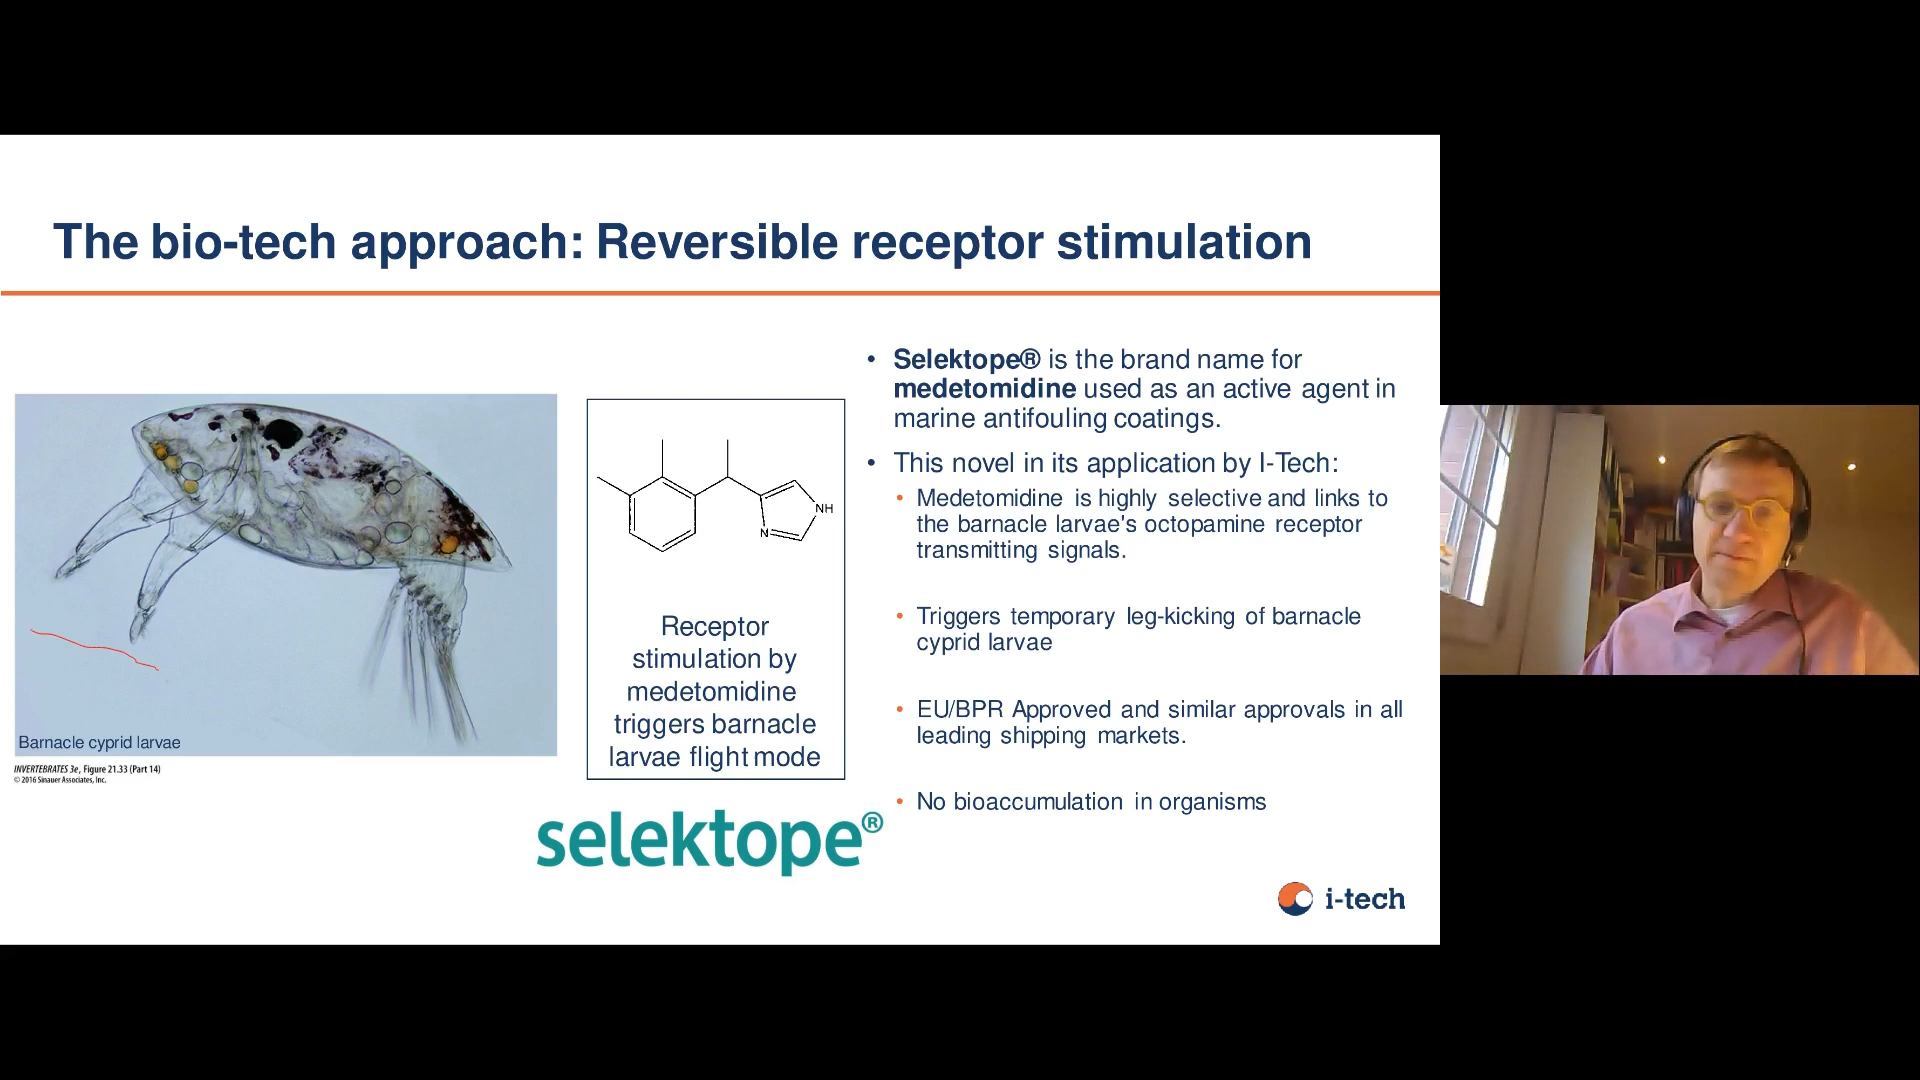 The bio-tech approach: Reversible receptor stimulation
Barnacle cyprid larvae
INVERTEBRATES 3e, Figure 21.33 (Part 14)
© 2016 Sinauer Associates, Inc.
NH
N
Receptor
stimulation by
medetomidine
triggers barnacle
larvae flight mode
selektope®
• Selektope® is the brand name for
medetomidine used as an active agent in
marine antifouling coatings.
• This novel in its application by I-Tech:
• Medetomidine is highly selective and links to
the barnacle larvae's octopamine receptor
transmitting signals.
• Triggers temporary leg-kicking of barnacle
cyprid larvae
• EU/BPR Approved and similar approvals in all
leading shipping markets.
• No bioaccumulation in organisms
i-tech